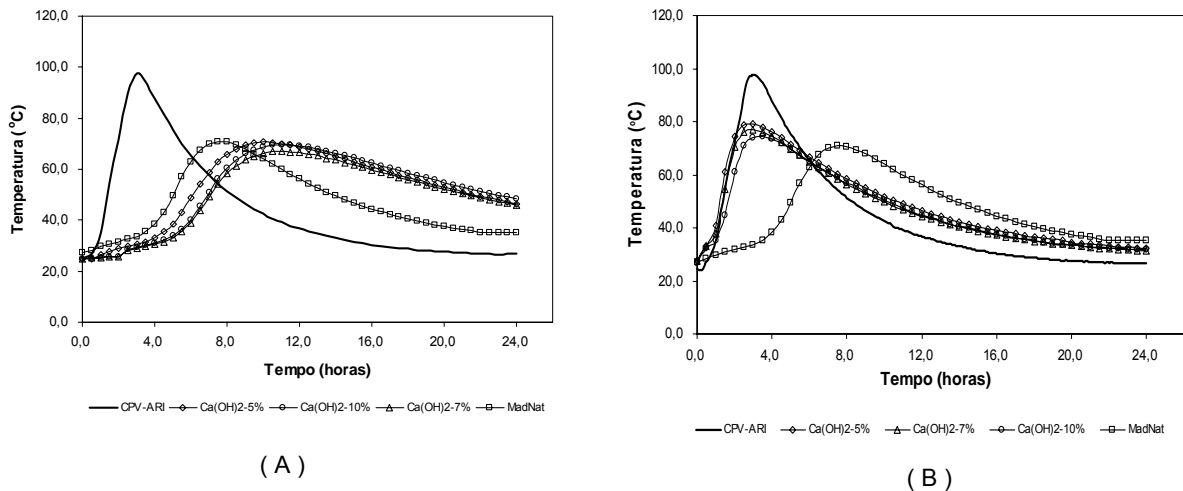 120,0
100,0
80,0
60,0
40,0
20,0
0,0
Temperatura ( °C)
0,0 4,0 8,0 12,0 16,0 20,0 24,0
Tempo (horas)
CPV-ARI Ca(OH)2-5% Ca(OH)2-10% Ca(OH)2-7% MadNat
( A )
120,0
100,0
80,0
60,0
40,0
20,0
0,0
Temperatura (°C)
0,0 4,0 8,0 12,0 16,0 20,0 24,0
Tempo (horas)
CPV-ARI Ca(OH)2-5% Ca(OH)2-7% Ca(OH)2-10% MadNat
( B )